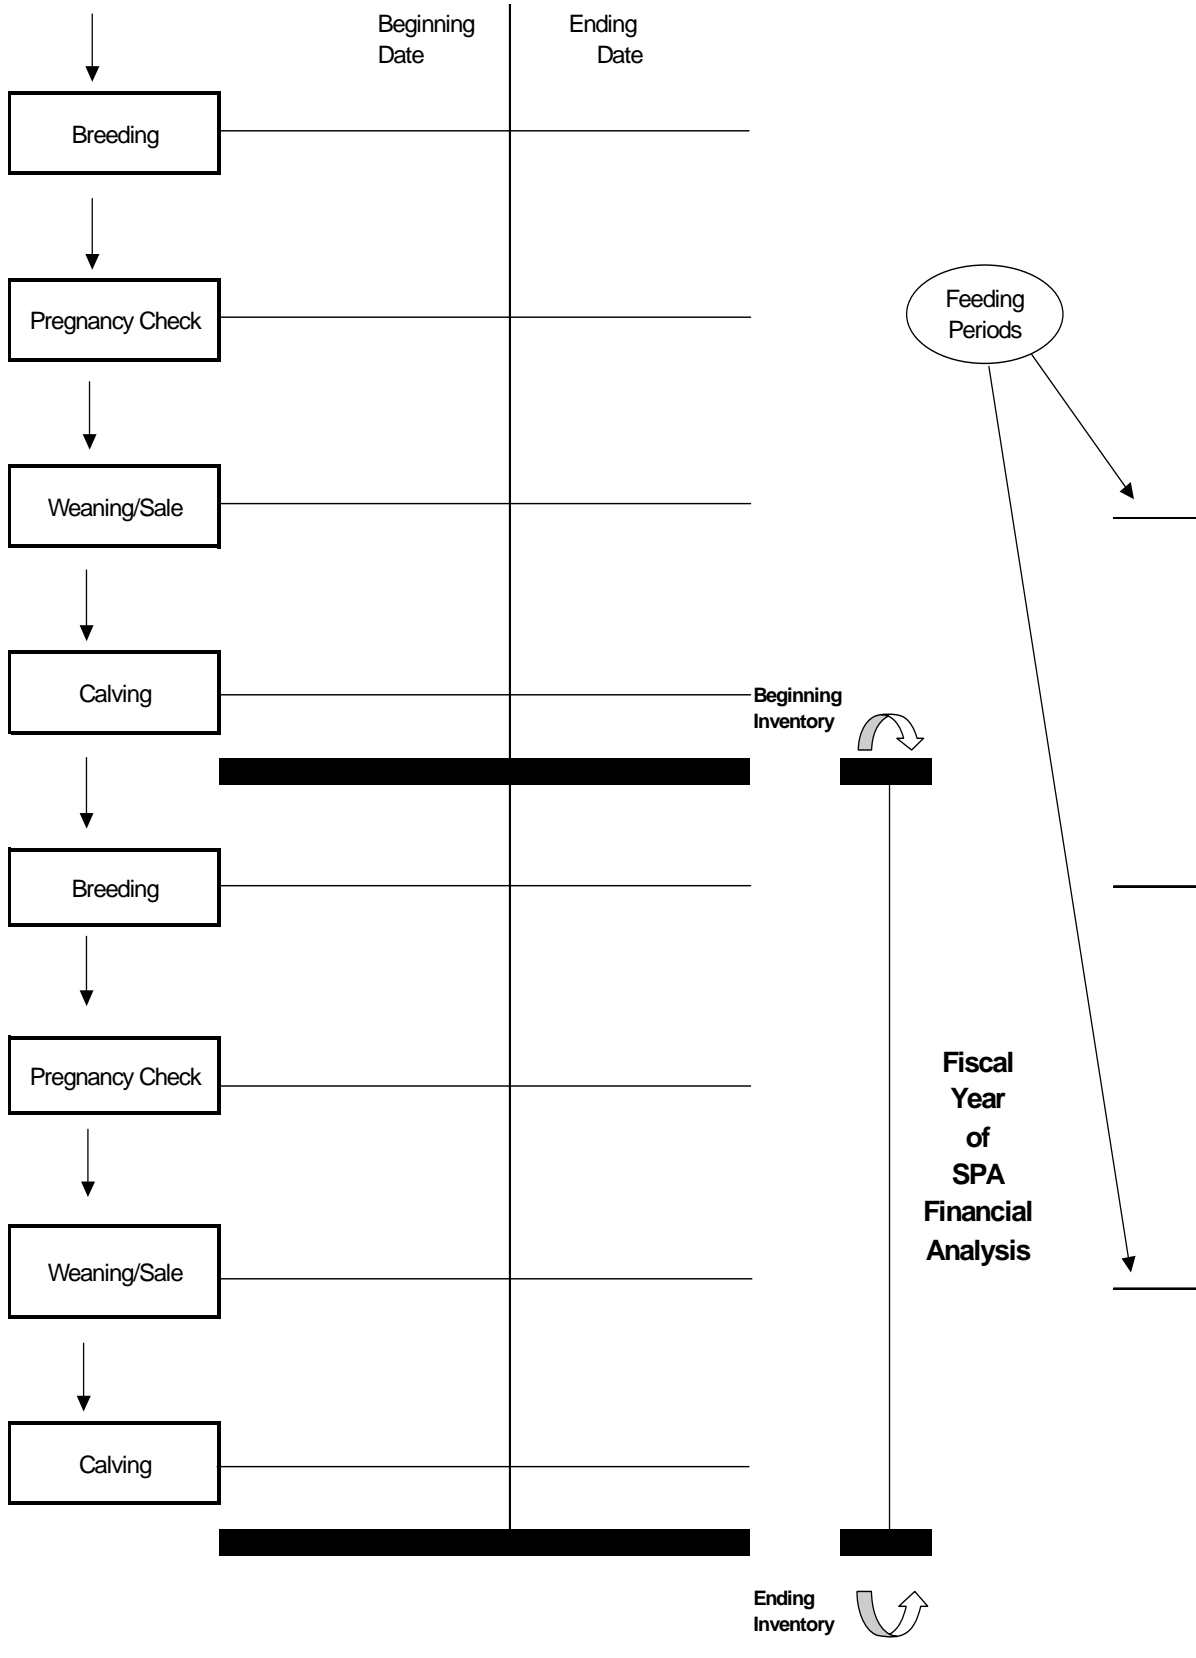 Beginning
Date
Ending
Date
Breeding
Pregnancy Check
Feeding
Periods
Weaning/Sale
Calving
Beginning
Inventory
Breeding
Pregnancy Check
Fiscal
Year
of
SPA
Financial
Analysis
Weaning/Sale
Calving
Ending
Inventory